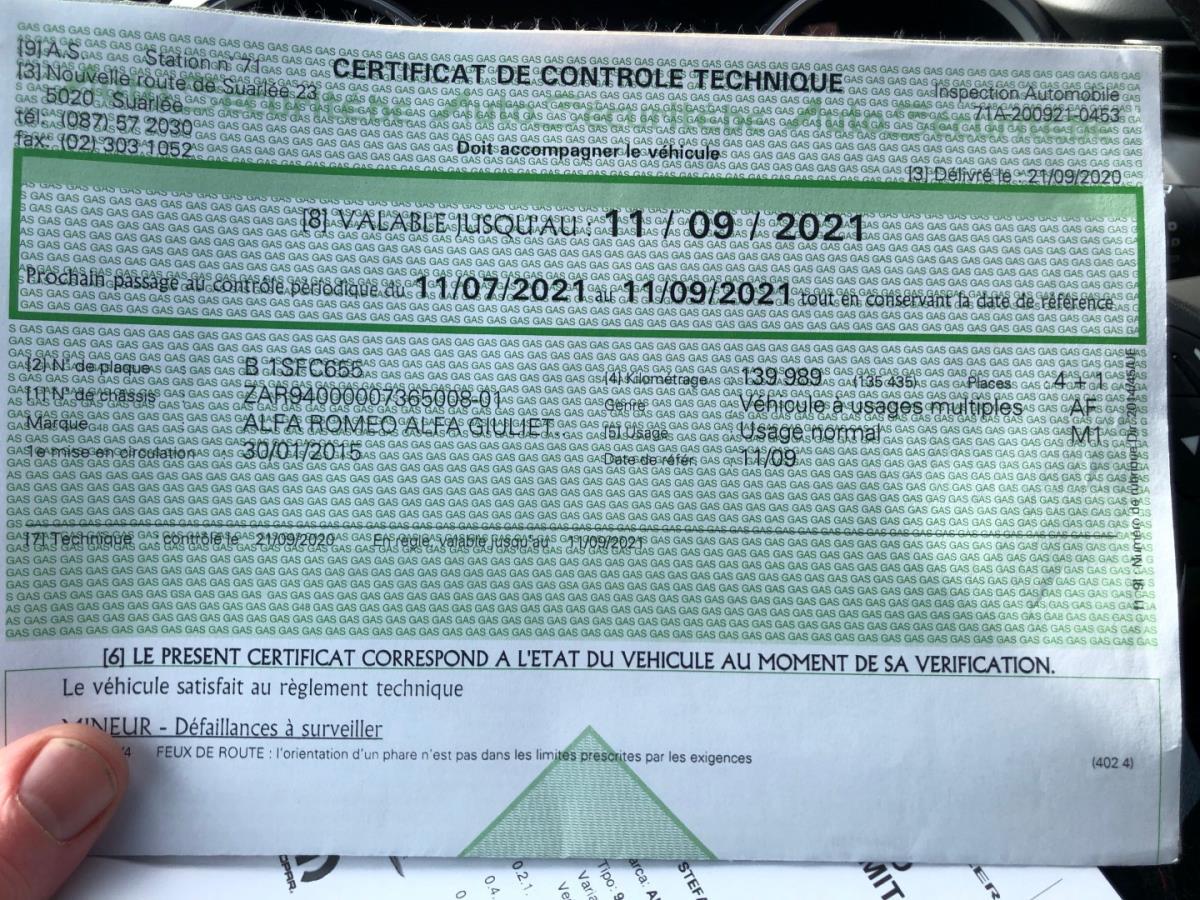 [9] A.S. Station n° 71
[3] Nouvelle route de Suarlée 23
5020 Suarlée
tél.: (087) 57 2030
fax.: (02) 303 1052
CERTIFICAT DE CONTROLE TECHNIQUE
Doit accompagner le véhicule
Inspection Automobile
71A-200921-0453
[3] Délivré le : 21/09/2020
[8] VALABLE JUSQU'AU : 11 / 09 / 2021
Prochain passage au contrôle périodique du 11/07/2021 au 11/09/2021 tout en conservant la date de référence.
[2] N° de plaque B 1SFC655
[1] N° de châssis ZAR94000007365008-01
Marque ALFA ROMEO ALFA GIULIET..
1e mise en circulation 30/01/2015
[4] Kilométrage 139 989 (135 435) Places 4 + 1
Genre Véhicule à usages multiples AF
[5] Usage Usage normal M1
Date de référ. 11/09
[7] Technique contrôlé le 21/09/2020 En règle, valable jusqu'au 11/09/2021
[6] LE PRESENT CERTIFICAT CORRESPOND A L'ETAT DU VEHICULE AU MOMENT DE SA VERIFICATION.
Le véhicule satisfait au règlement technique
MINEUR - Défaillances à surveiller
FEUX DE ROUTE : l'orientation d'un phare n'est pas dans les limites prescrites par les exigences (402 4)
0.2.1.
0.4.
STEF
Tipo: 9